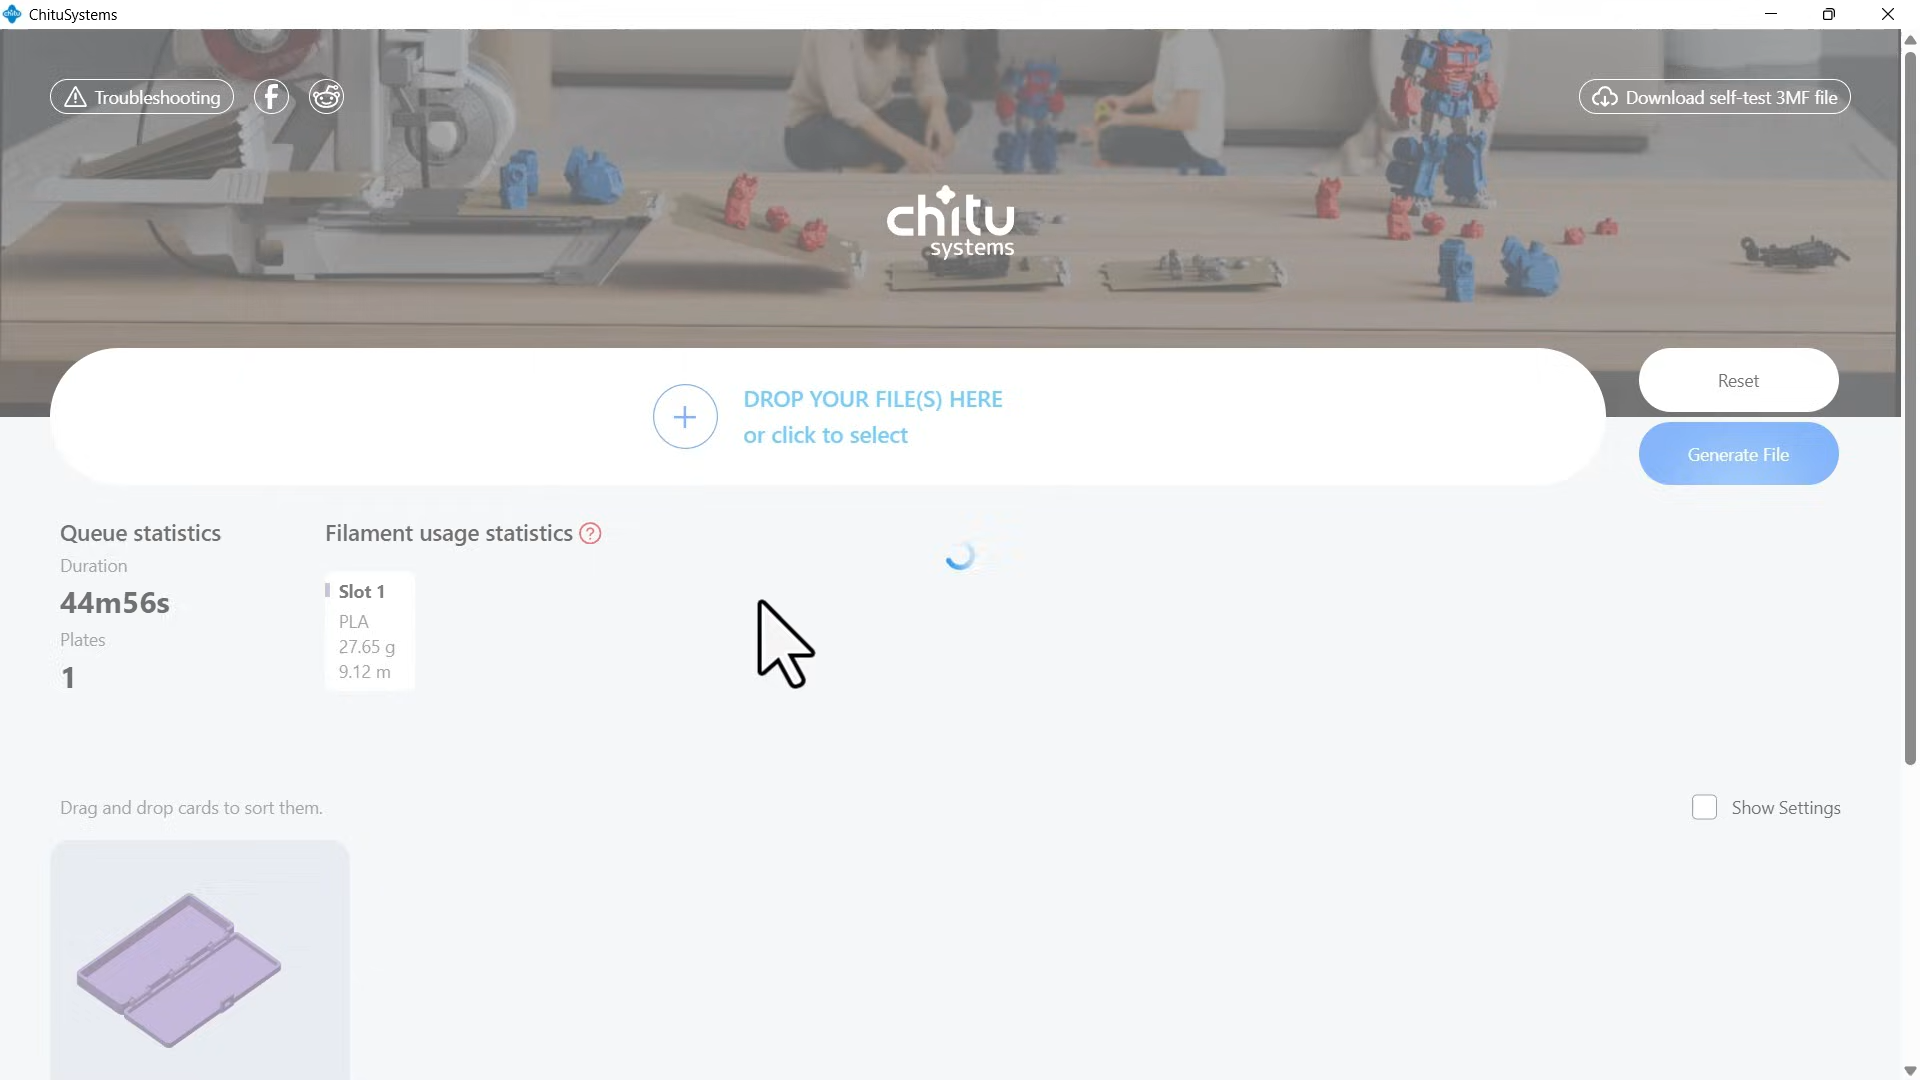 ChituSystems
Troubleshooting
Download self-test 3MF file
chitu
systems
DROP YOUR FILE(S) HERE
or click to select
Reset
Generate File
Queue statistics
Duration
44m56s
Plates
1
Filament usage statistics ?
Slot 1
PLA
27.65 g
9.12 m
Drag and drop cards to sort them.
Show Settings